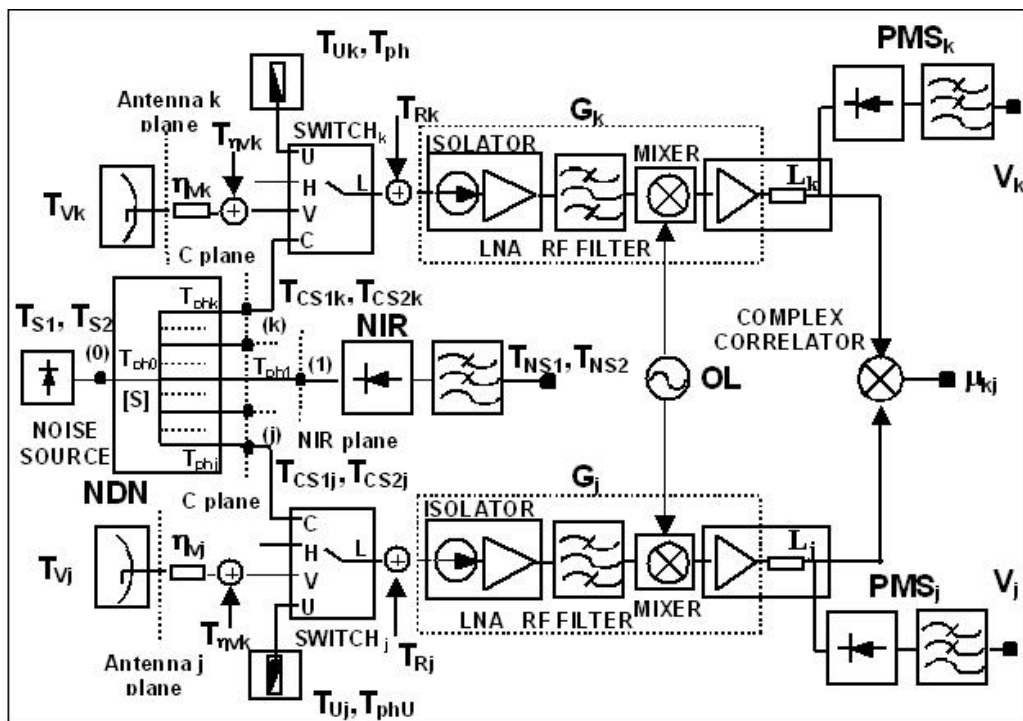 T_Uk, T_ph
PMS_k
Antenna k
plane
T_ηvk
SWITCH_k
T_Rk
G_k
ISOLATOR
MIXER
U
H
V
C
L
L_k
V_k
T_Vk
η_Vk
LNA RF FILTER
C plane
T_phk
T_CS1k, T_CS2k
(k)
T_S1, T_S2
(0)
T_ph0
T_ph1
(1)
NIR
T_NS1, T_NS2
OL
COMPLEX
CORRELATOR
μ_kj
[S]
NOISE
SOURCE
(j)
NIR plane
T_phj
NDN
C plane
T_CS1j, T_CS2j
G_j
ISOLATOR
C
H
V
U
L
L_j
T_Vj
η_Vj
T_ηvk
SWITCH_j
T_Rj
LNA RF FILTER
MIXER
PMS_j
V_j
Antenna j
plane
T_Uj, T_phU